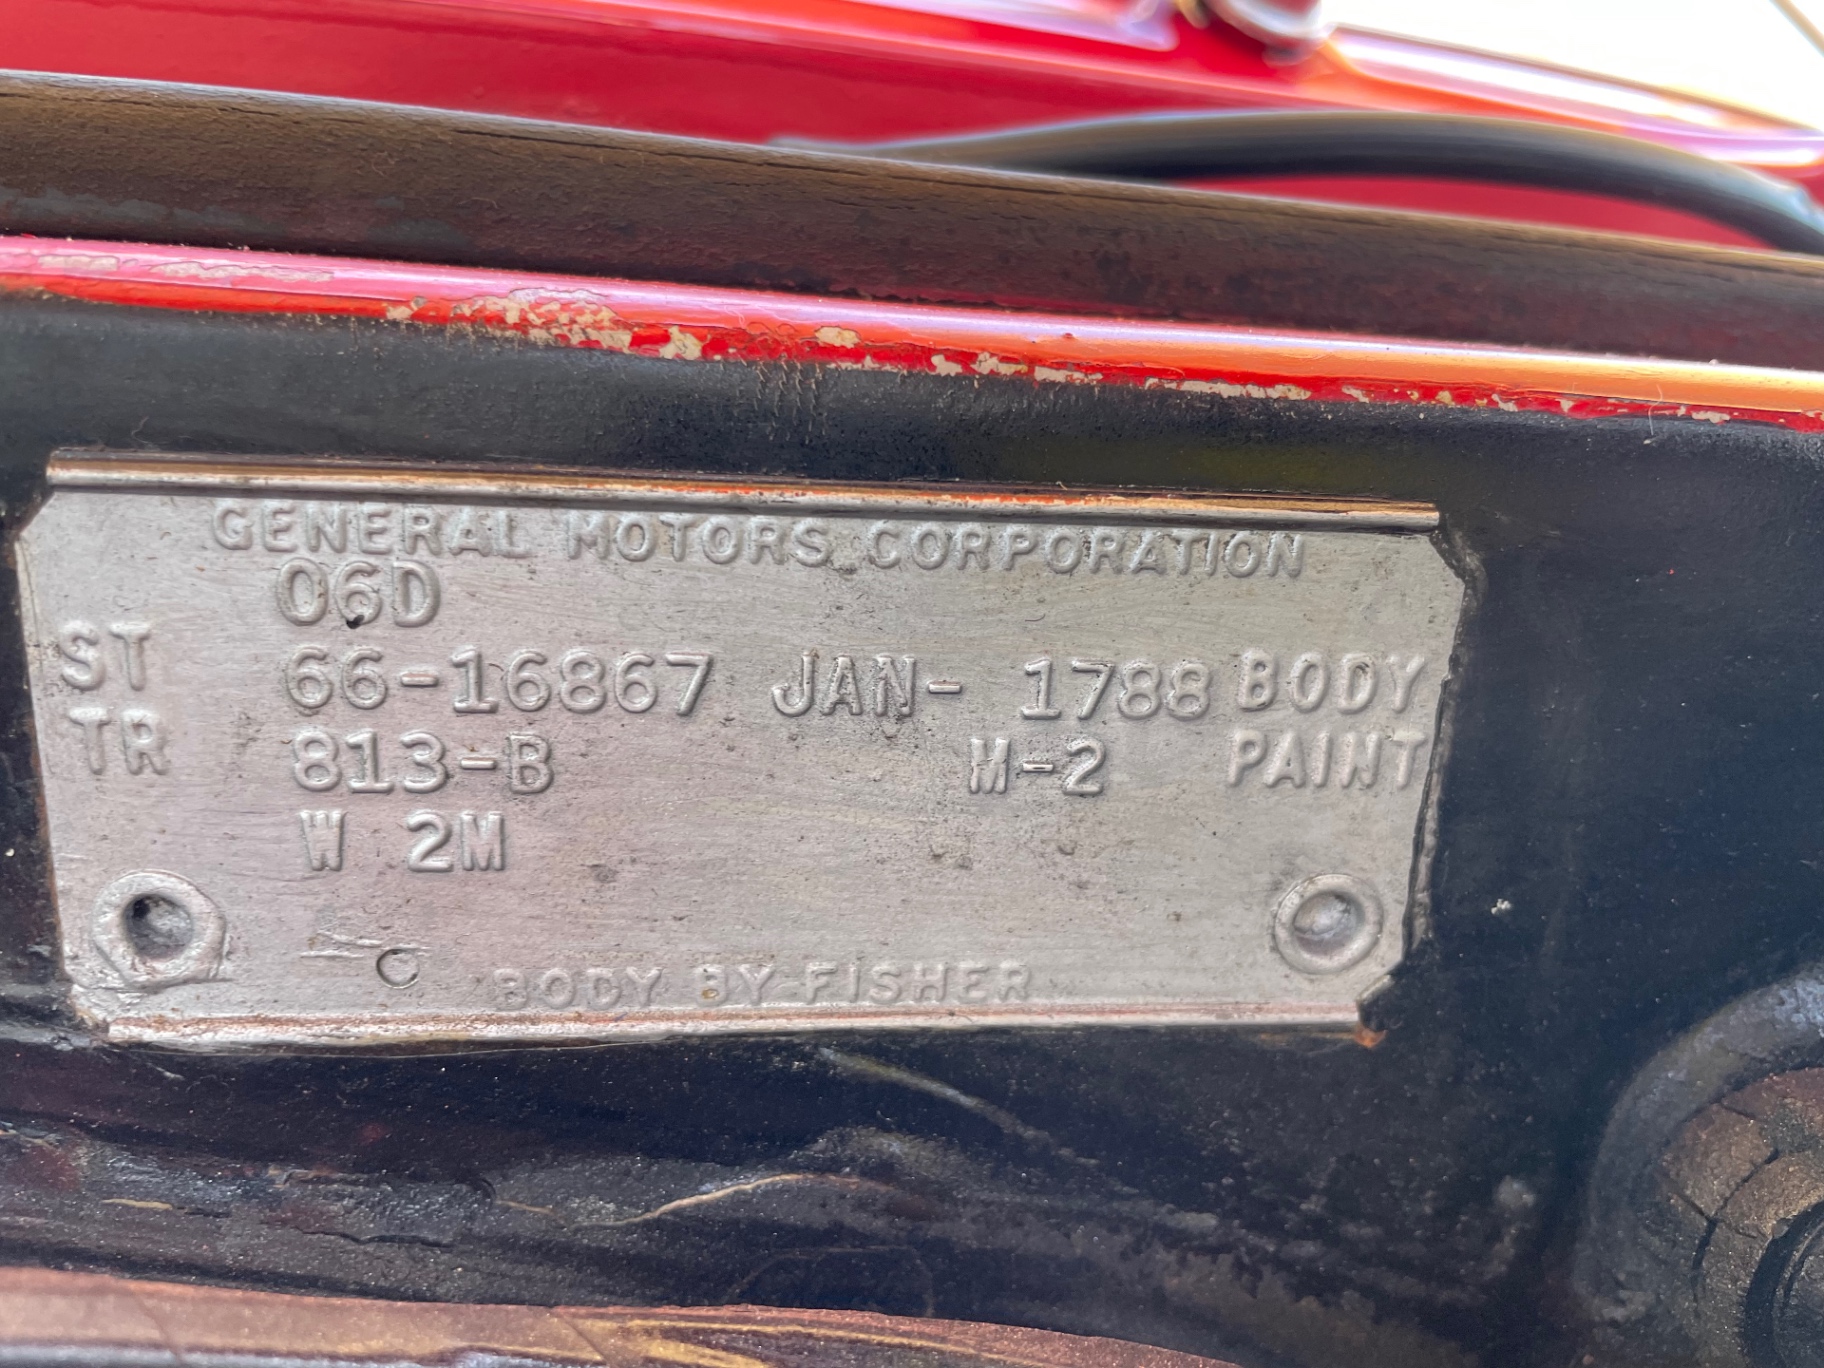 GENERAL MOTORS CORPORATION
06D
ST 66-16867 JAN- 1788 BODY
TR 813-B M-2 PAINT
W 2M
BODY BY FISHER